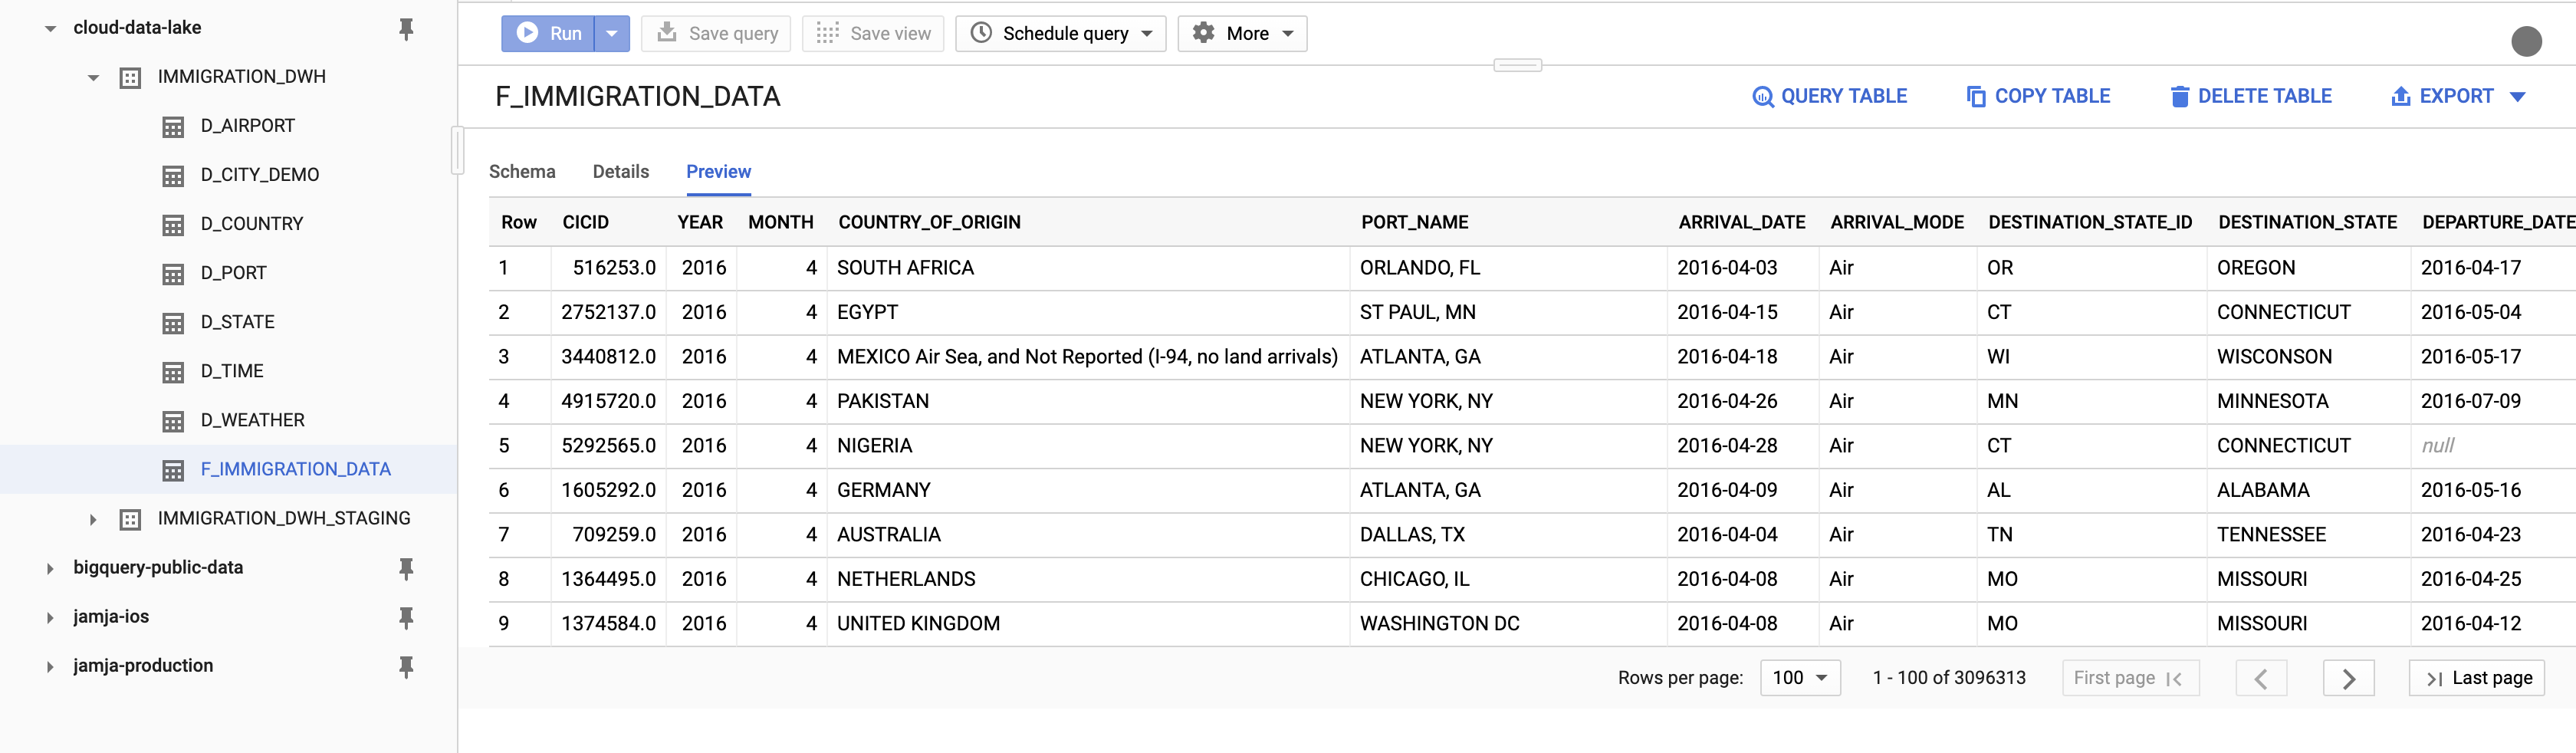 cloud-data-lake
IMMIGRATION_DWH
D_AIRPORT
D_CITY_DEMO
D_COUNTRY
D_PORT
D_STATE
D_TIME
D_WEATHER
F_IMMIGRATION_DATA
IMMIGRATION_DWH_STAGING
bigquery-public-data
jamja-ios
jamja-production
Run Save query Save view Schedule query More
F_IMMIGRATION_DATA QUERY TABLE COPY TABLE DELETE TABLE EXPORT
Schema Details Preview
Row CICID YEAR MONTH COUNTRY_OF_ORIGIN PORT_NAME ARRIVAL_DATE ARRIVAL_MODE DESTINATION_STATE_ID DESTINATION_STATE DEPARTURE_DATE
1 516253.0 2016 4 SOUTH AFRICA ORLANDO, FL 2016-04-03 Air OR OREGON 2016-04-17
2 2752137.0 2016 4 EGYPT ST PAUL, MN 2016-04-15 Air CT CONNECTICUT 2016-05-04
3 3440812.0 2016 4 MEXICO Air Sea, and Not Reported (I-94, no land arrivals) ATLANTA, GA 2016-04-18 Air WI WISCONSON 2016-05-17
4 4915720.0 2016 4 PAKISTAN NEW YORK, NY 2016-04-26 Air MN MINNESOTA 2016-07-09
5 5292565.0 2016 4 NIGERIA NEW YORK, NY 2016-04-28 Air CT CONNECTICUT null
6 1605292.0 2016 4 GERMANY ATLANTA, GA 2016-04-09 Air AL ALABAMA 2016-05-16
7 709259.0 2016 4 AUSTRALIA DALLAS, TX 2016-04-04 Air TN TENNESSEE 2016-04-23
8 1364495.0 2016 4 NETHERLANDS CHICAGO, IL 2016-04-08 Air MO MISSOURI 2016-04-25
9 1374584.0 2016 4 UNITED KINGDOM WASHINGTON DC 2016-04-08 Air MO MISSOURI 2016-04-12
Rows per page: 100 1 - 100 of 3096313 First page Last page